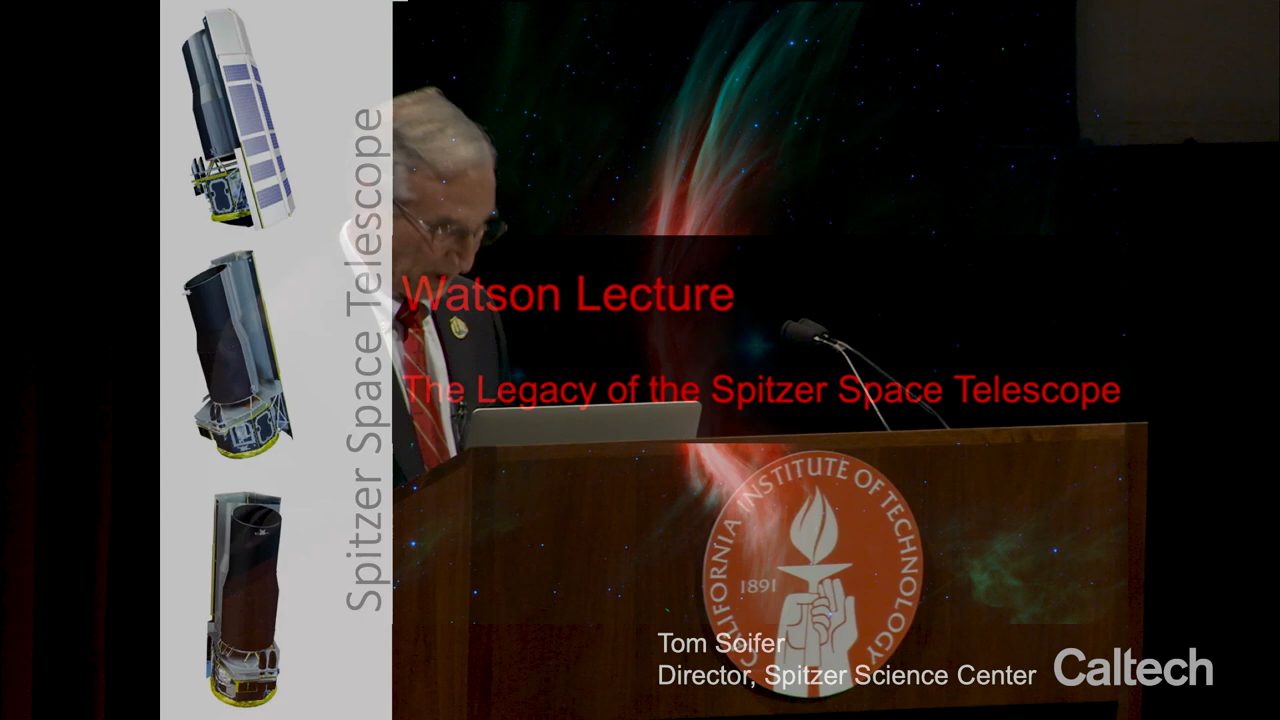 Spitzer Space Telescope
Watson Lecture
The Legacy of the Spitzer Space Telescope
CALIFORNIA INSTITUTE OF TECHNOLOGY
1891
Tom Soifer
Director, Spitzer Science Center
Caltech